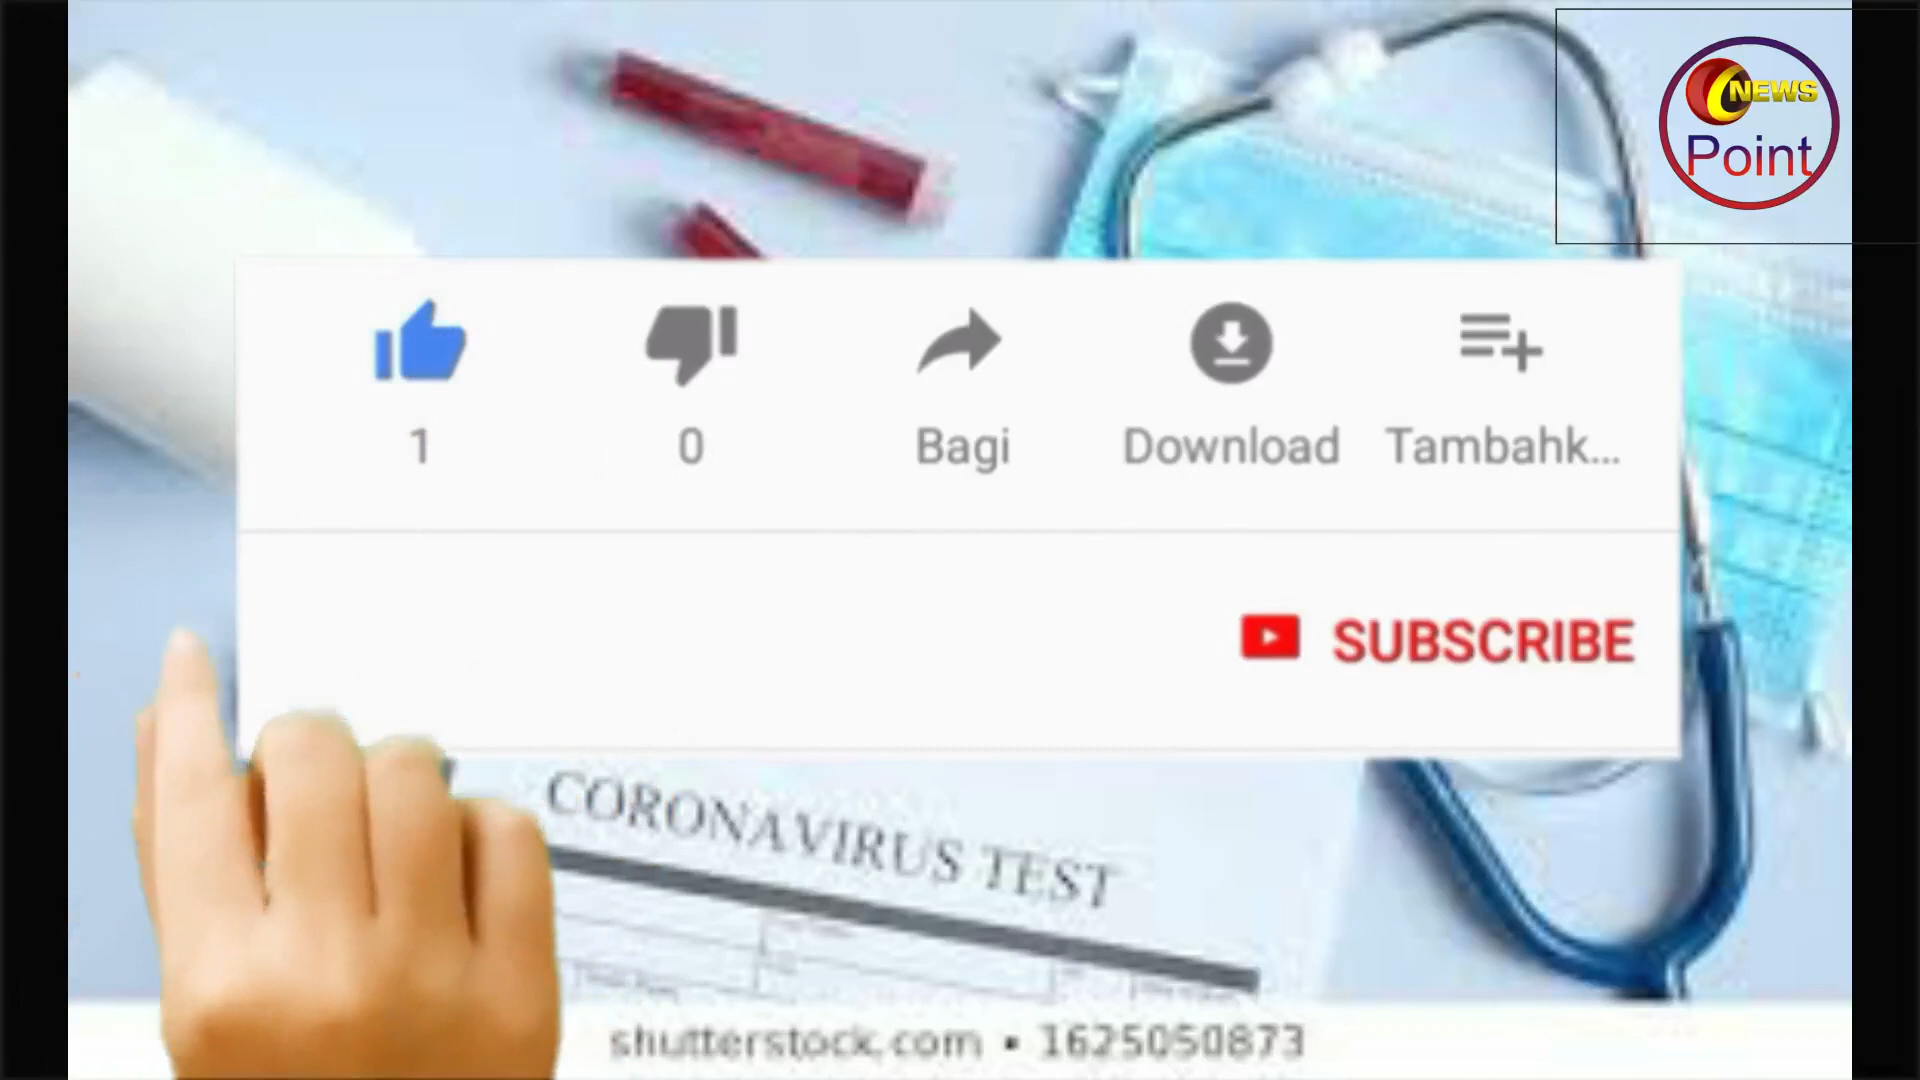 NEWS
Point
1
0
Bagi
Download
Tambahk...
SUBSCRIBE
CORONAVIRUS TEST
shutterstock.com • 1625050873